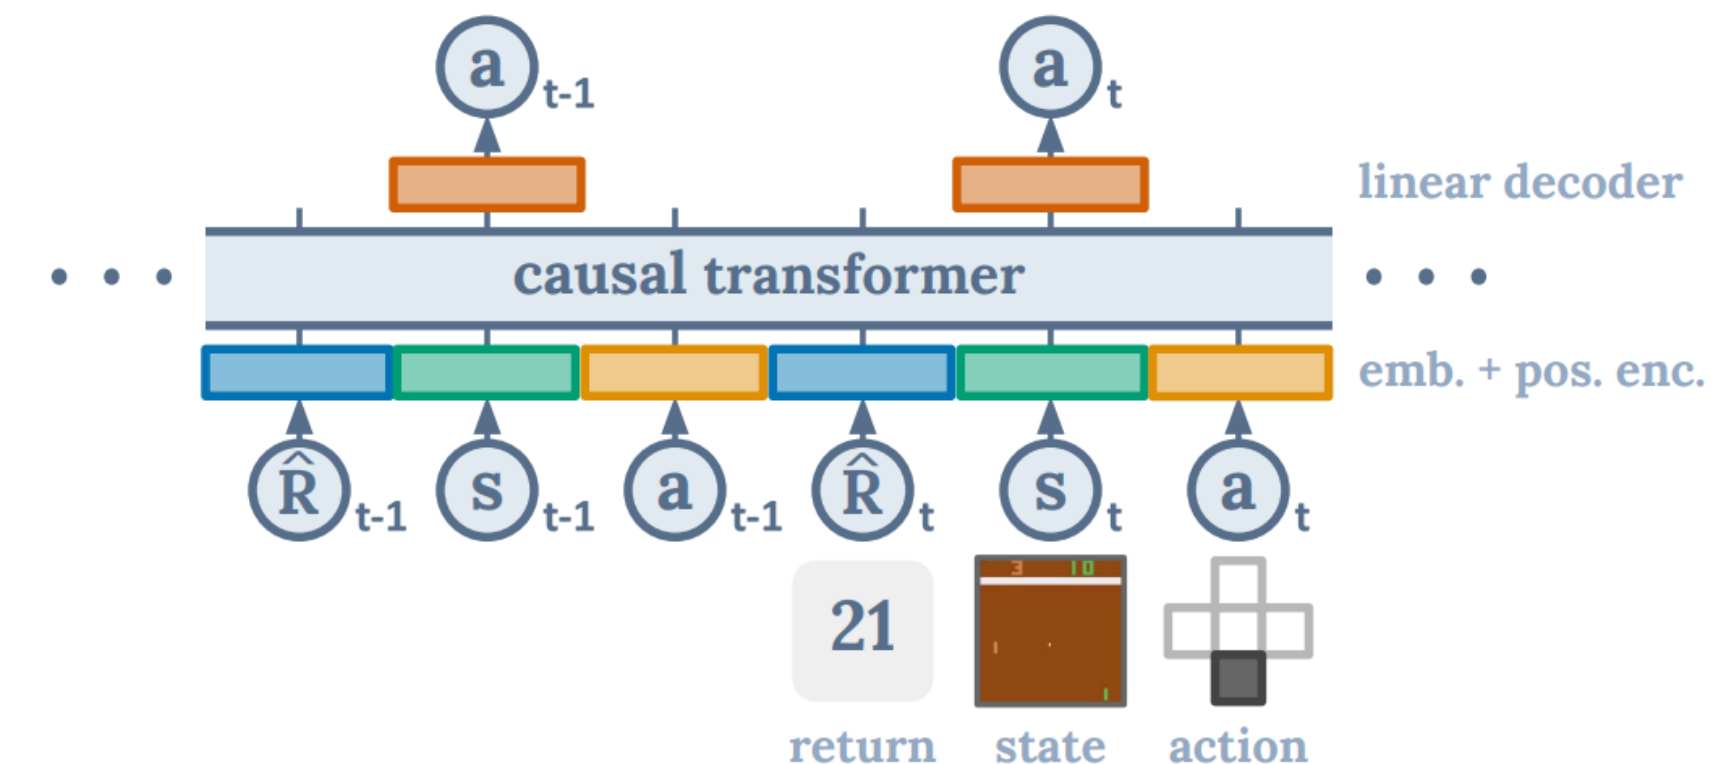 a t-1 a t
linear decoder
causal transformer
emb. + pos. enc.
R̂ t-1 s t-1 a t-1 R̂ t s t a t
3 10
21
return state action